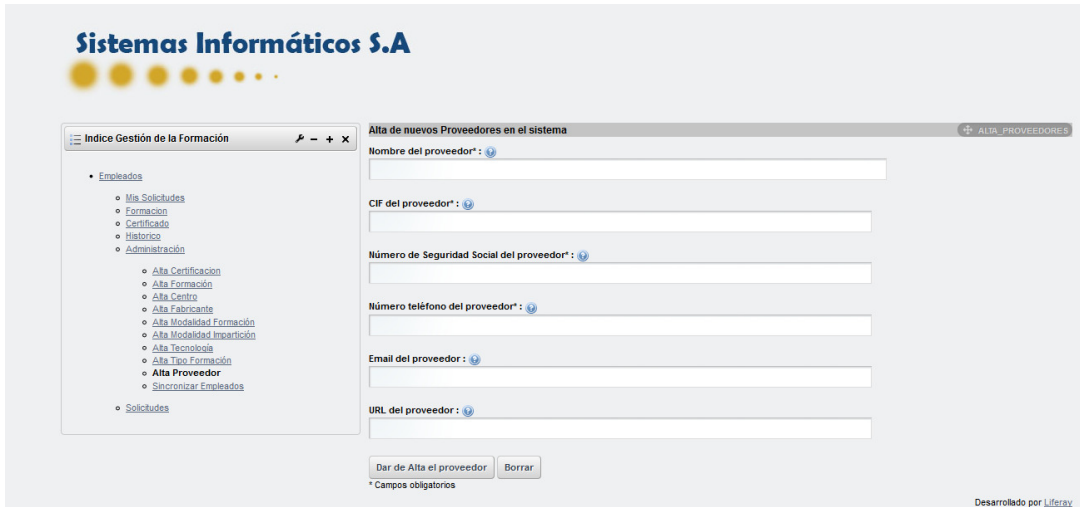 Sistemas Informáticos S.A
Indice Gestión de la Formación
Empleados
Mis Solicitudes
Formacion
Certificado
Historico
Administración
Alta Certificacion
Alta Formación
Alta Centro
Alta Fabricante
Alta Modalidad Formación
Alta Modalidad Impartición
Alta Tecnología
Alta Tipo Formación
Alta Proveedor
Sincronizar Empleados
Solicitudes
Alta de nuevos Proveedores en el sistema
ALTA_PROVEEDORES
Nombre del proveedor* :
CIF del proveedor* :
Número de Seguridad Social del proveedor* :
Número teléfono del proveedor* :
Email del proveedor :
URL del proveedor :
Dar de Alta el proveedor Borrar
* Campos obligatorios
Desarrollado por Liferay